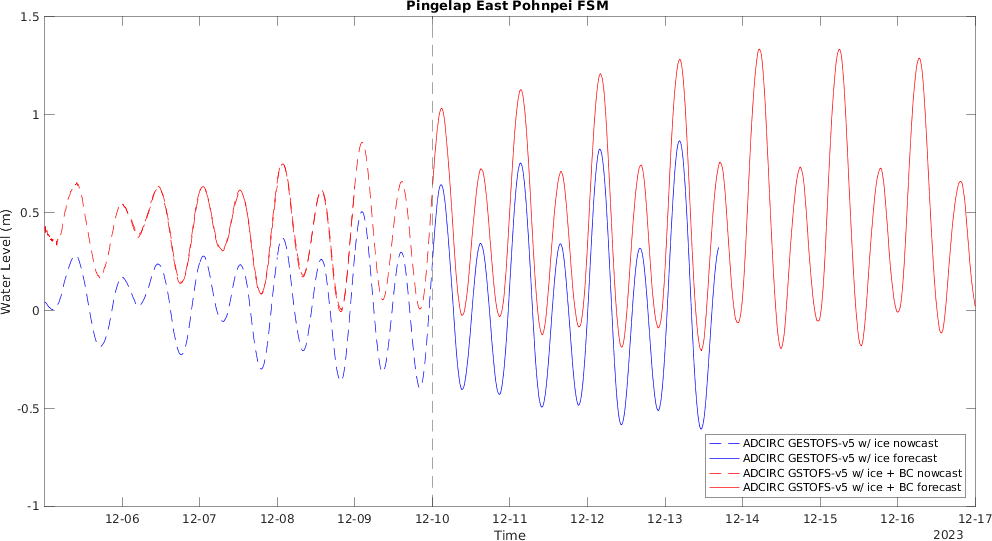 Pingelap East Pohnpei FSM
1.5
1
0.5
0
-0.5
-1
Water Level (m)
12-06
12-07
12-08
12-09
12-10
12-11
12-12
12-13
12-14
12-15
12-16
12-17
Time
2023
ADCIRC GESTOFS-v5 w/ ice nowcast
ADCIRC GESTOFS-v5 w/ ice forecast
ADCIRC GSTOFS-v5 w/ ice + BC nowcast
ADCIRC GSTOFS-v5 w/ ice + BC forecast